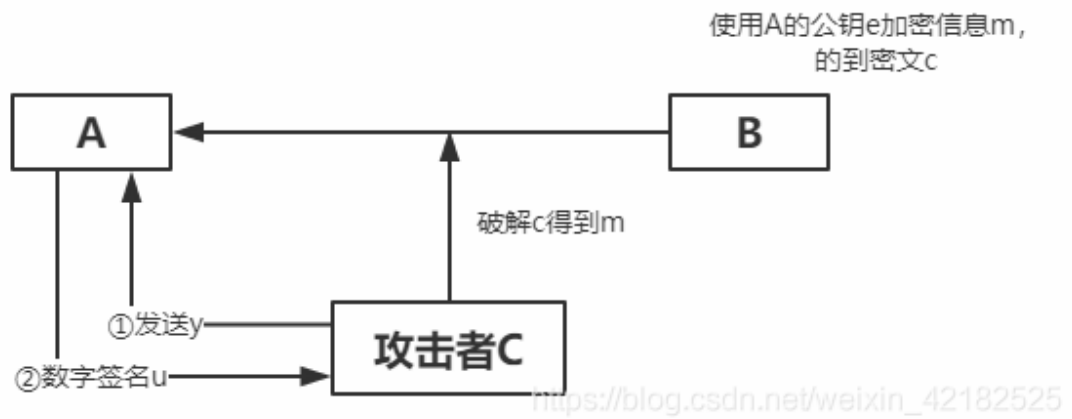 使用A的公钥e加密信息m，
的到密文c
A
B
破解c得到m
①发送y
攻击者C
②数字签名u
https://blog.csdn.net/weixin_42182525